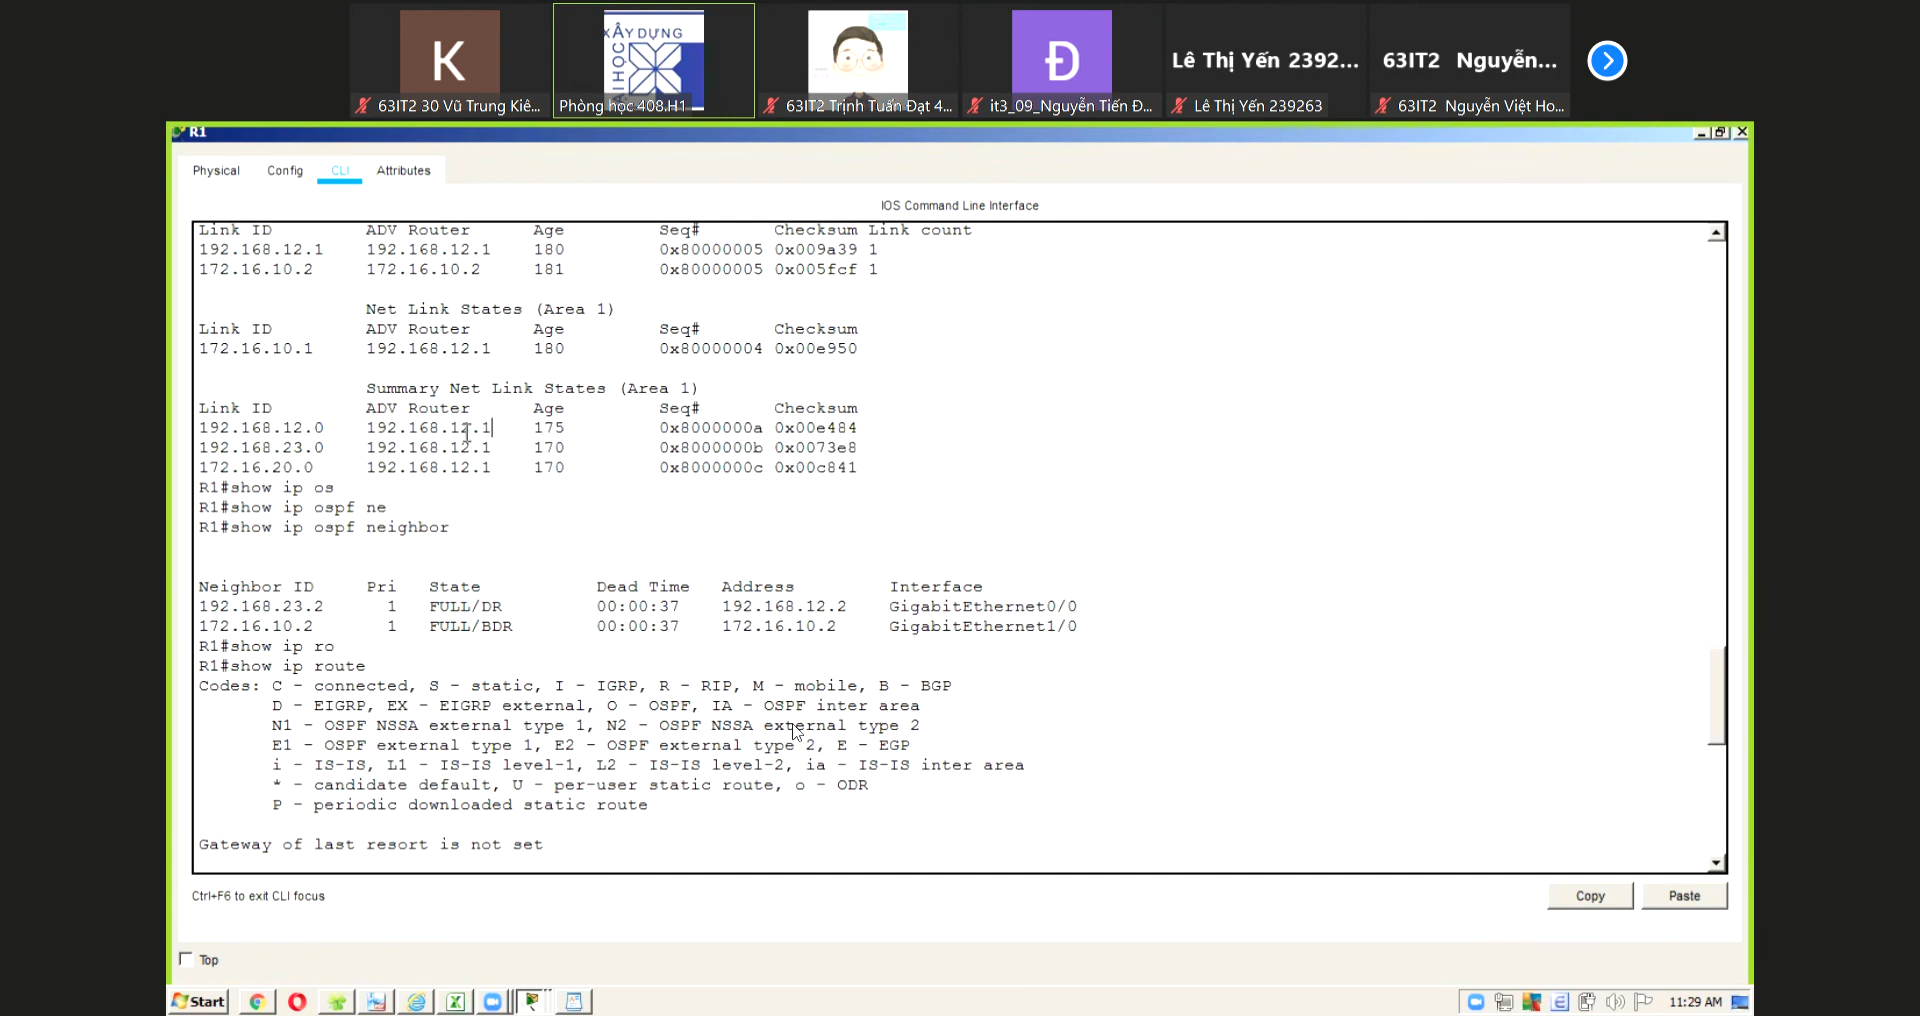 K
XÂY DỰNG
ĐẠI HỌC
Đ
Lê Thị Yến 2392...
63IT2 Nguyễn...
63IT2 30 Vũ Trung Kiê...
Phòng học 408.H1
63IT2 Trịnh Tuấn Đạt 4...
it3_09_Nguyễn Tiến Đ...
Lê Thị Yến 239263
63IT2 Nguyễn Việt Ho...
R1
Physical Config CLI Attributes
IOS Command Line Interface
Link ID ADV Router Age Seq# Checksum Link count
192.168.12.1 192.168.12.1 180 0x80000005 0x009a39 1
172.16.10.2 172.16.10.2 181 0x80000005 0x005fcf 1
Net Link States (Area 1)
Link ID ADV Router Age Seq# Checksum
172.16.10.1 192.168.12.1 180 0x80000004 0x00e950
Summary Net Link States (Area 1)
Link ID ADV Router Age Seq# Checksum
192.168.12.0 192.168.12.1 175 0x8000000a 0x00e484
192.168.23.0 192.168.12.1 170 0x8000000b 0x0073e8
172.16.20.0 192.168.12.1 170 0x8000000c 0x00c841
R1#show ip os
R1#show ip ospf ne
R1#show ip ospf neighbor
Neighbor ID Pri State Dead Time Address Interface
192.168.23.2 1 FULL/DR 00:00:37 192.168.12.2 GigabitEthernet0/0
172.16.10.2 1 FULL/BDR 00:00:37 172.16.10.2 GigabitEthernet1/0
R1#show ip ro
R1#show ip route
Codes: C - connected, S - static, I - IGRP, R - RIP, M - mobile, B - BGP
D - EIGRP, EX - EIGRP external, O - OSPF, IA - OSPF inter area
N1 - OSPF NSSA external type 1, N2 - OSPF NSSA external type 2
E1 - OSPF external type 1, E2 - OSPF external type 2, E - EGP
i - IS-IS, L1 - IS-IS level-1, L2 - IS-IS level-2, ia - IS-IS inter area
* - candidate default, U - per-user static route, o - ODR
P - periodic downloaded static route
Gateway of last resort is not set
Ctrl+F6 to exit CLI focus
Copy
Paste
Top
Start
11:29 AM